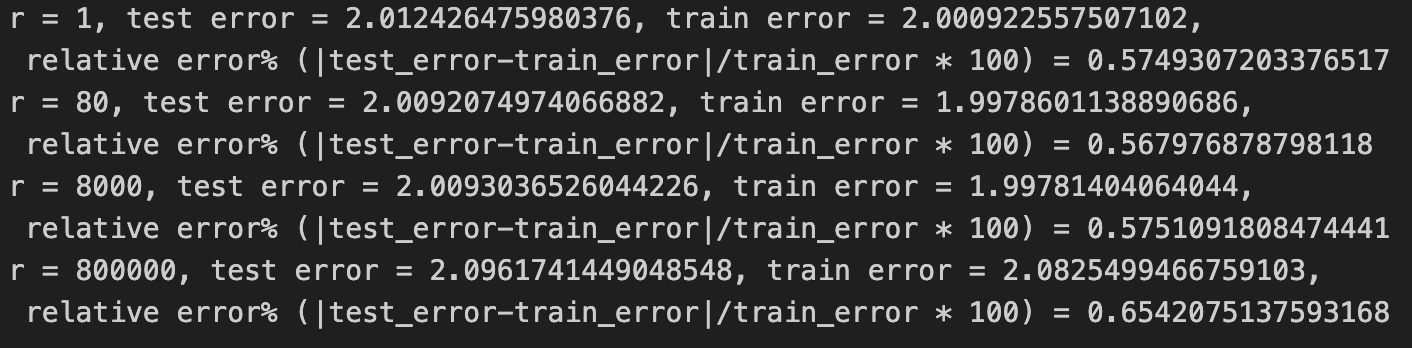 r = 1, test error = 2.012426475980376, train error = 2.000922557507102,
relative error% (|test_error-train_error|/train_error * 100) = 0.5749307203376517
r = 80, test error = 2.0092074974066882, train error = 1.9978601138890686,
relative error% (|test_error-train_error|/train_error * 100) = 0.567976878798118
r = 8000, test error = 2.0093036526044226, train error = 1.99781404064044,
relative error% (|test_error-train_error|/train_error * 100) = 0.5751091808474441
r = 800000, test error = 2.0961741449048548, train error = 2.0825499466759103,
relative error% (|test_error-train_error|/train_error * 100) = 0.6542075137593168